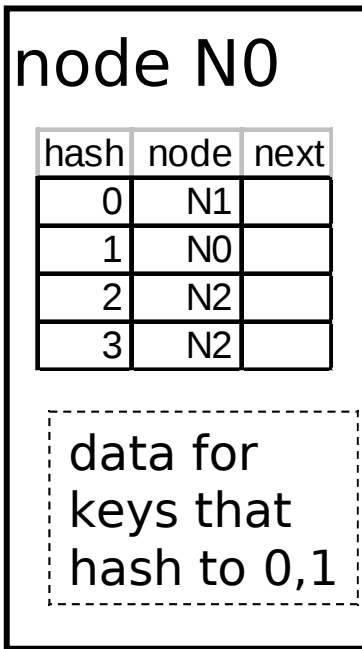 node N0
hash node next
0 N1
1 N0
2 N2
3 N2
data for
keys that
hash to 0,1